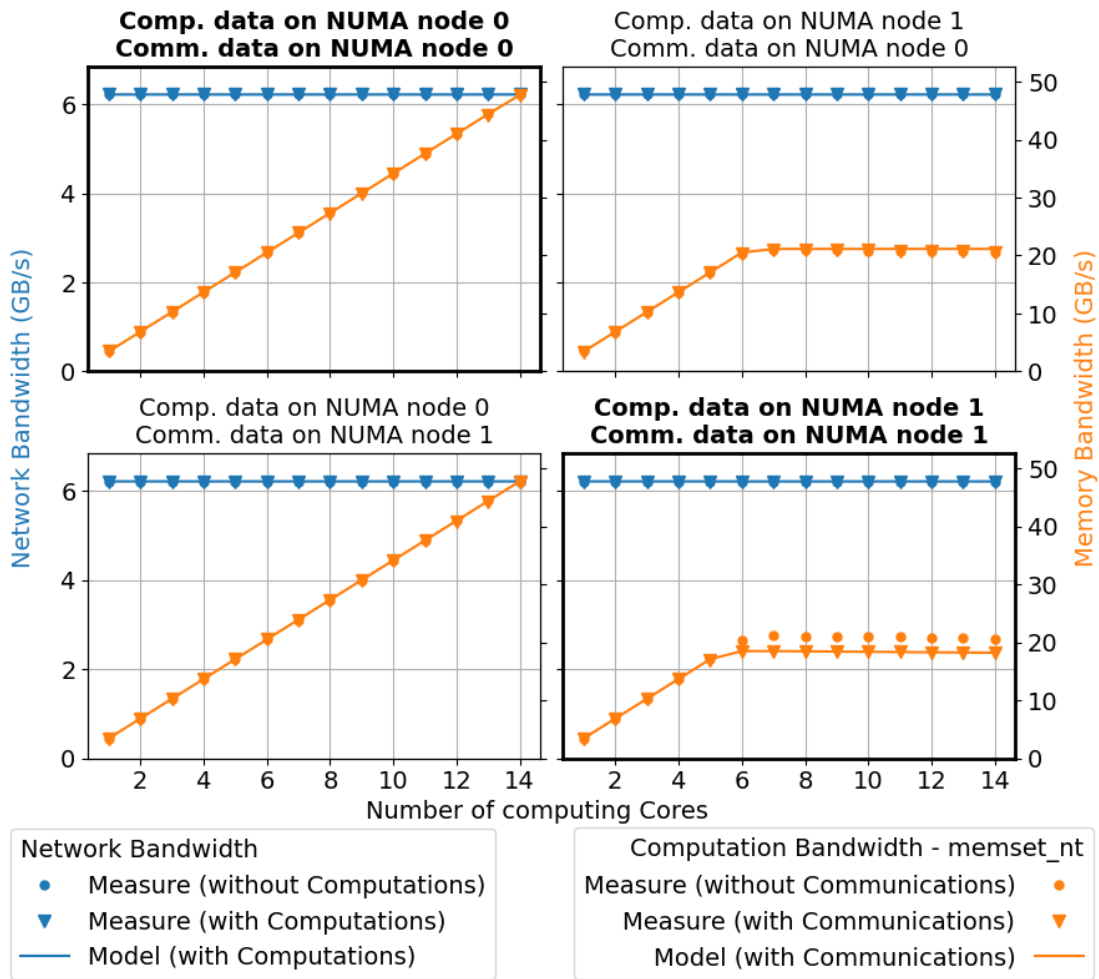 Comp. data on NUMA node 0
Comm. data on NUMA node 0
Comp. data on NUMA node 1
Comm. data on NUMA node 0
6
4
2
0
50
40
30
20
10
0
Comp. data on NUMA node 0
Comm. data on NUMA node 1
Comp. data on NUMA node 1
Comm. data on NUMA node 1
6
4
2
0
50
40
30
20
10
0
2 4 6 8 10 12 14
2 4 6 8 10 12 14
Network Bandwidth (GB/s)
Memory Bandwidth (GB/s)
Number of computing Cores
Network Bandwidth
Measure (without Computations)
Measure (with Computations)
Model (with Computations)
Computation Bandwidth - memset_nt
Measure (without Communications)
Measure (with Communications)
Model (with Communications)